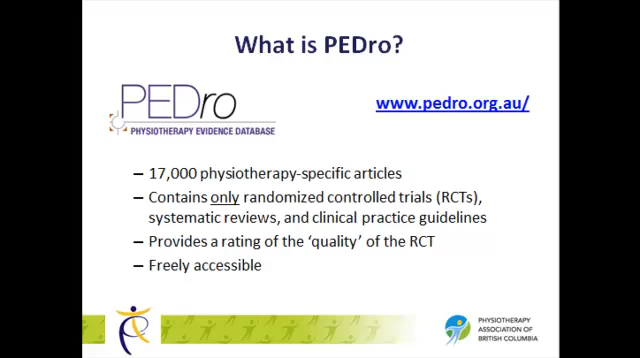 What is PEDro?
PEDro
PHYSIOTHERAPY EVIDENCE DATABASE
www.pedro.org.au/
– 17,000 physiotherapy-specific articles
– Contains only randomized controlled trials (RCTs),
systematic reviews, and clinical practice guidelines
– Provides a rating of the ‘quality’ of the RCT
– Freely accessible
PHYSIOTHERAPY
ASSOCIATION OF
BRITISH COLUMBIA